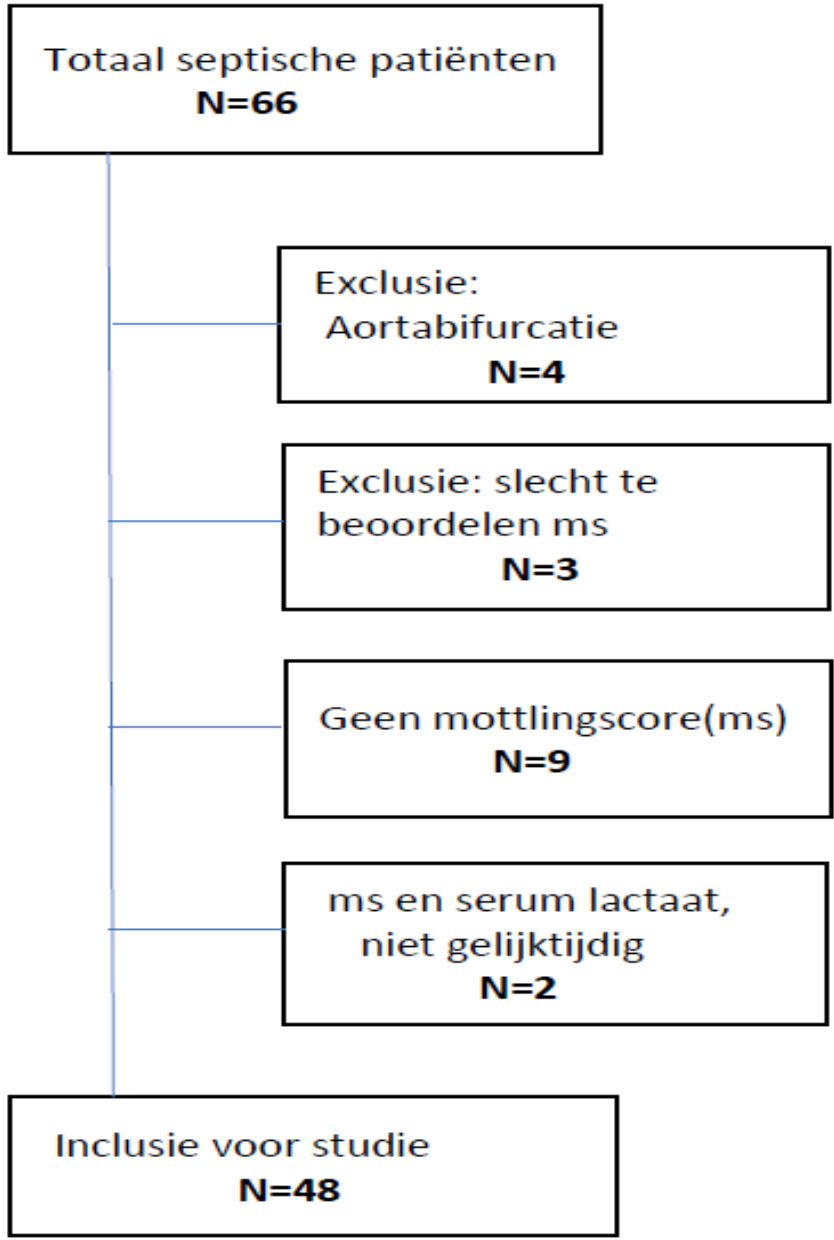 Totaal septische patiënten
N=66
Exclusie:
Aortabifurcatie
N=4
Exclusie: slecht te
beoordelen ms
N=3
Geen mottlingscore(ms)
N=9
ms en serum lactaat,
niet gelijktijdig
N=2
Inclusie voor studie
N=48